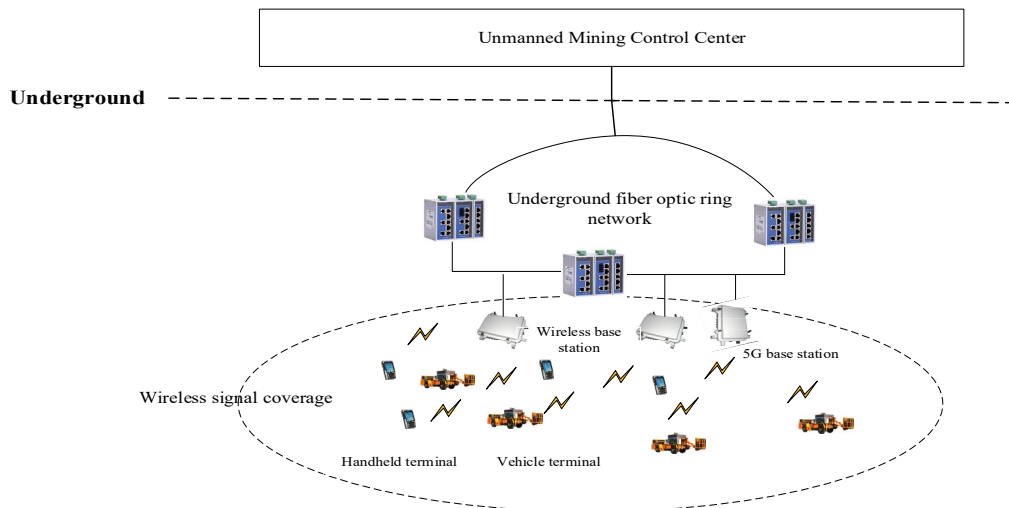 Unmanned Mining Control Center
Underground
Underground fiber optic ring
network
Wireless base
station
5G base station
Wireless signal coverage
Handheld terminal
Vehicle terminal